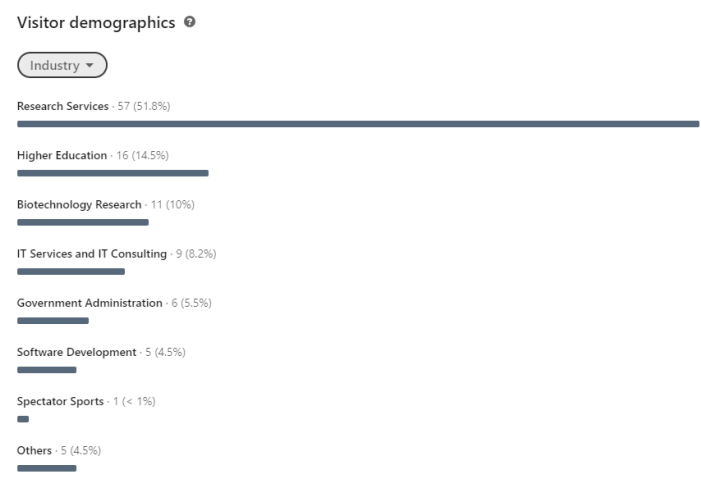 Visitor demographics ?
Industry
Research Services · 57 (51.8%)
Higher Education · 16 (14.5%)
Biotechnology Research · 11 (10%)
IT Services and IT Consulting · 9 (8.2%)
Government Administration · 6 (5.5%)
Software Development · 5 (4.5%)
Spectator Sports · 1 (< 1%)
Others · 5 (4.5%)